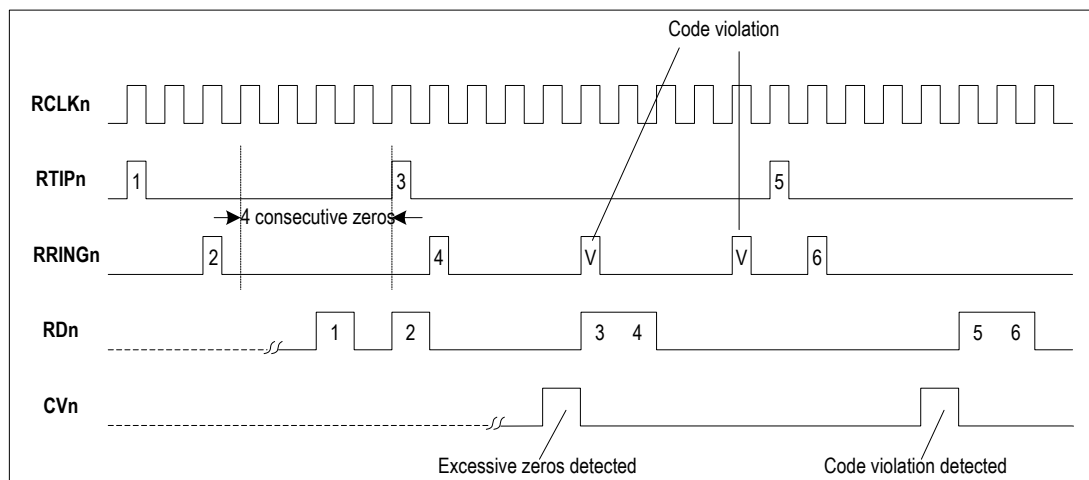 Code violation
RCLKn
RTIPn
1
3
5
4 consecutive zeros
RRINGn
2
4
V
V
6
RDn
1
2
3 4
5 6
CVn
Excessive zeros detected
Code violation detected